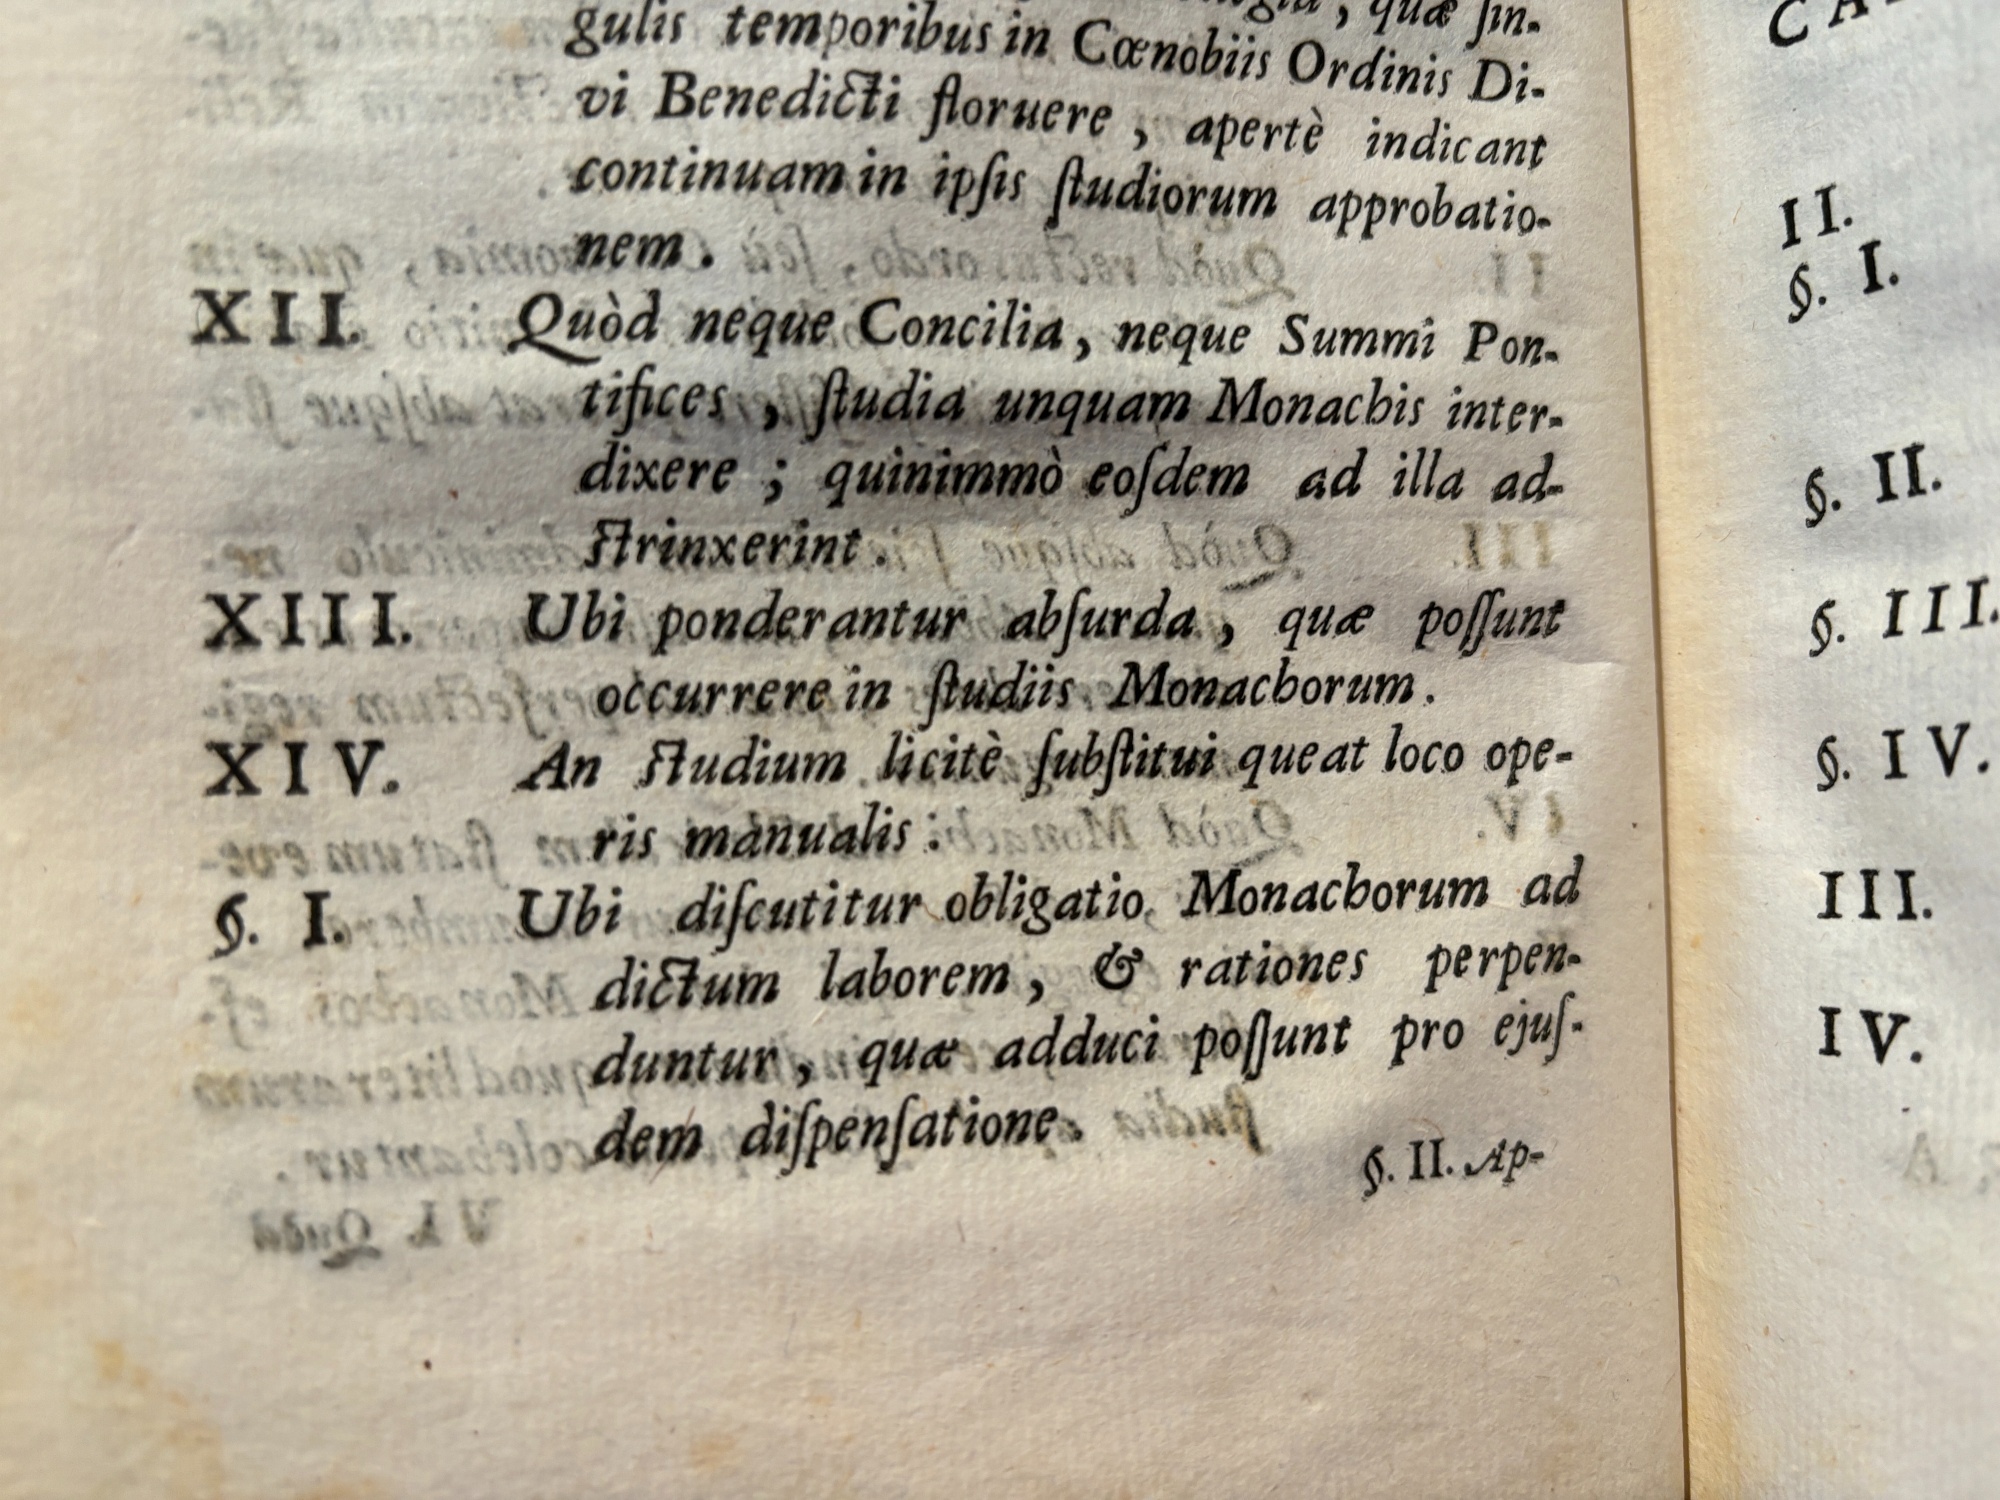 quæ ſin-
gulis temporibus in Cœnobiis Ordinis Di-
vi Benedicti floruere, apertè indicant
continuam in ipſis ſtudiorum approbatio-
nem.
XII. Quòd neque Concilia, neque Summi Pon-
tifices, ſtudia unquam Monachis inter-
dixere; quinimmò eoſdem ad illa ad-
ſtrinxerint.
XIII. Ubi ponderantur abſurda, quæ poſſunt
occurrere in ſtudiis Monachorum.
XIV. An ſtudium licitè ſubſtitui queat loco ope-
ris manualis:
§. I. Ubi diſcutitur obligatio Monachorum ad
dictum laborem, & rationes perpen-
duntur, quæ adduci poſſunt pro ejuſ-
dem diſpenſatione.
§. II. Ap-
II.
§. I.
§. II.
§. III.
§. IV.
III.
IV.